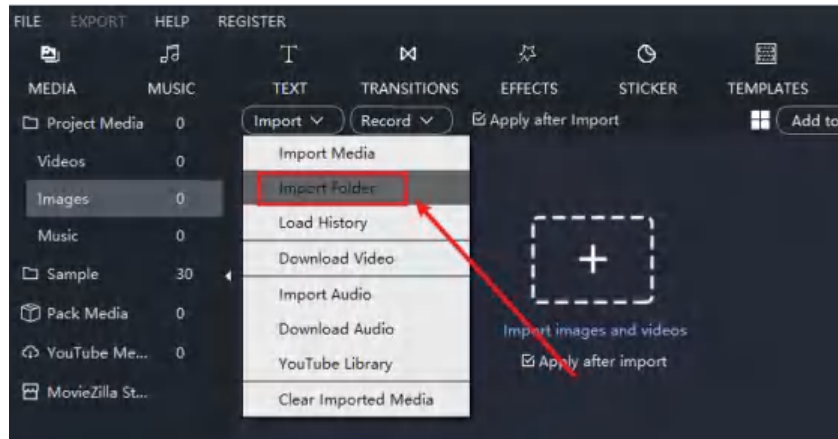 FILE EXPORT HELP REGISTER
MEDIA MUSIC TEXT TRANSITIONS EFFECTS STICKER TEMPLATES
Project Media 0
Videos 0
Images 0
Music 0
Sample 30
Pack Media 0
YouTube Me... 0
MovieZilla St...
Import Record Apply after Import Add to
Import Media
Import Folder
Load History
Download Video
Import Audio
Download Audio
YouTube Library
Clear Imported Media
Import images and videos
Apply after import